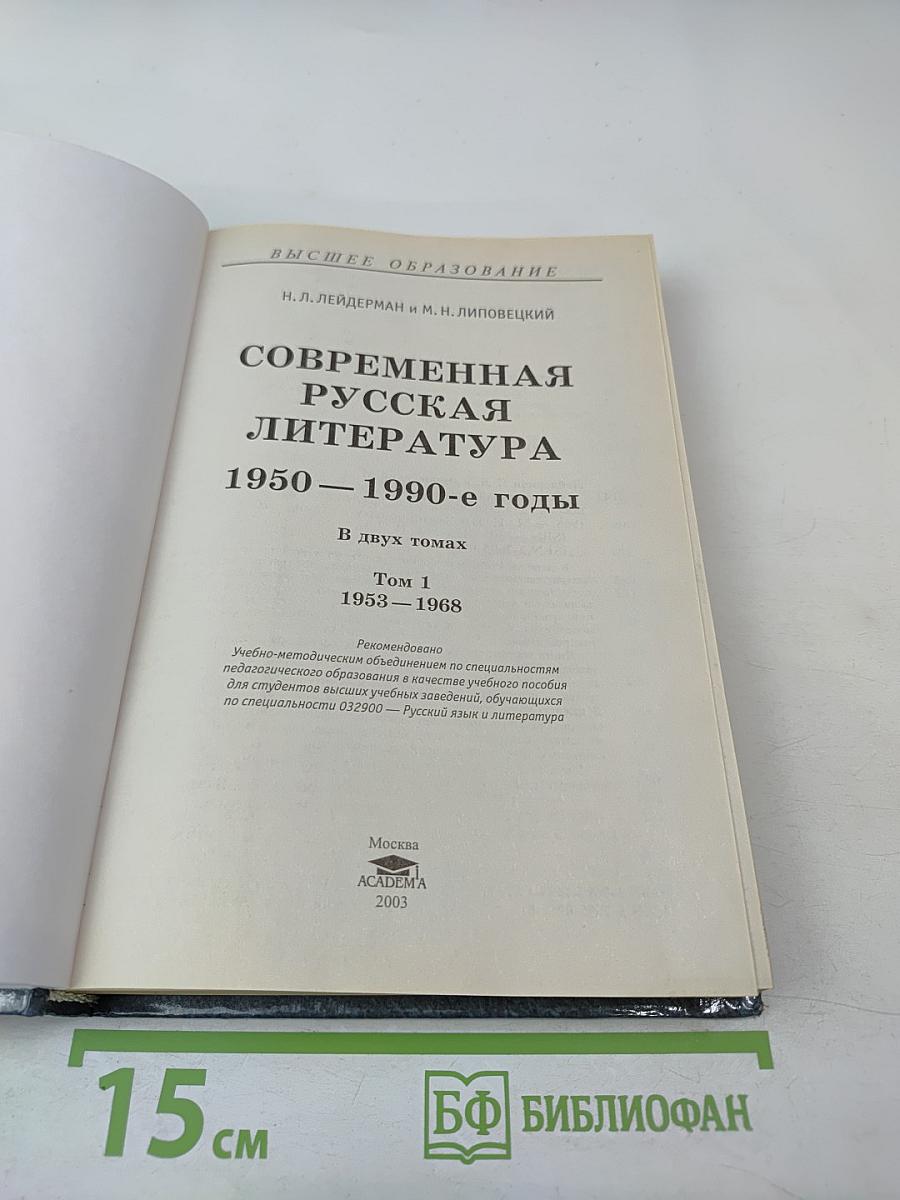 ВЫСШЕЕ ОБРАЗОВАНИЕ
Н. Л. ЛЕЙДЕРМАН и М. Н. ЛИПОВЕЦКИЙ
СОВРЕМЕННАЯ
РУССКАЯ
ЛИТЕРАТУРА
1950 — 1990-е годы
В двух томах
Том 1
1953 — 1968
Рекомендовано
Учебно-методическим объединением по специальностям
педагогического образования в качестве учебного пособия
для студентов высших учебных заведений, обучающихся
по специальности 032900 — Русский язык и литература
Москва
ACADEMA
2003
15 см
БФ БИБЛИОФАН